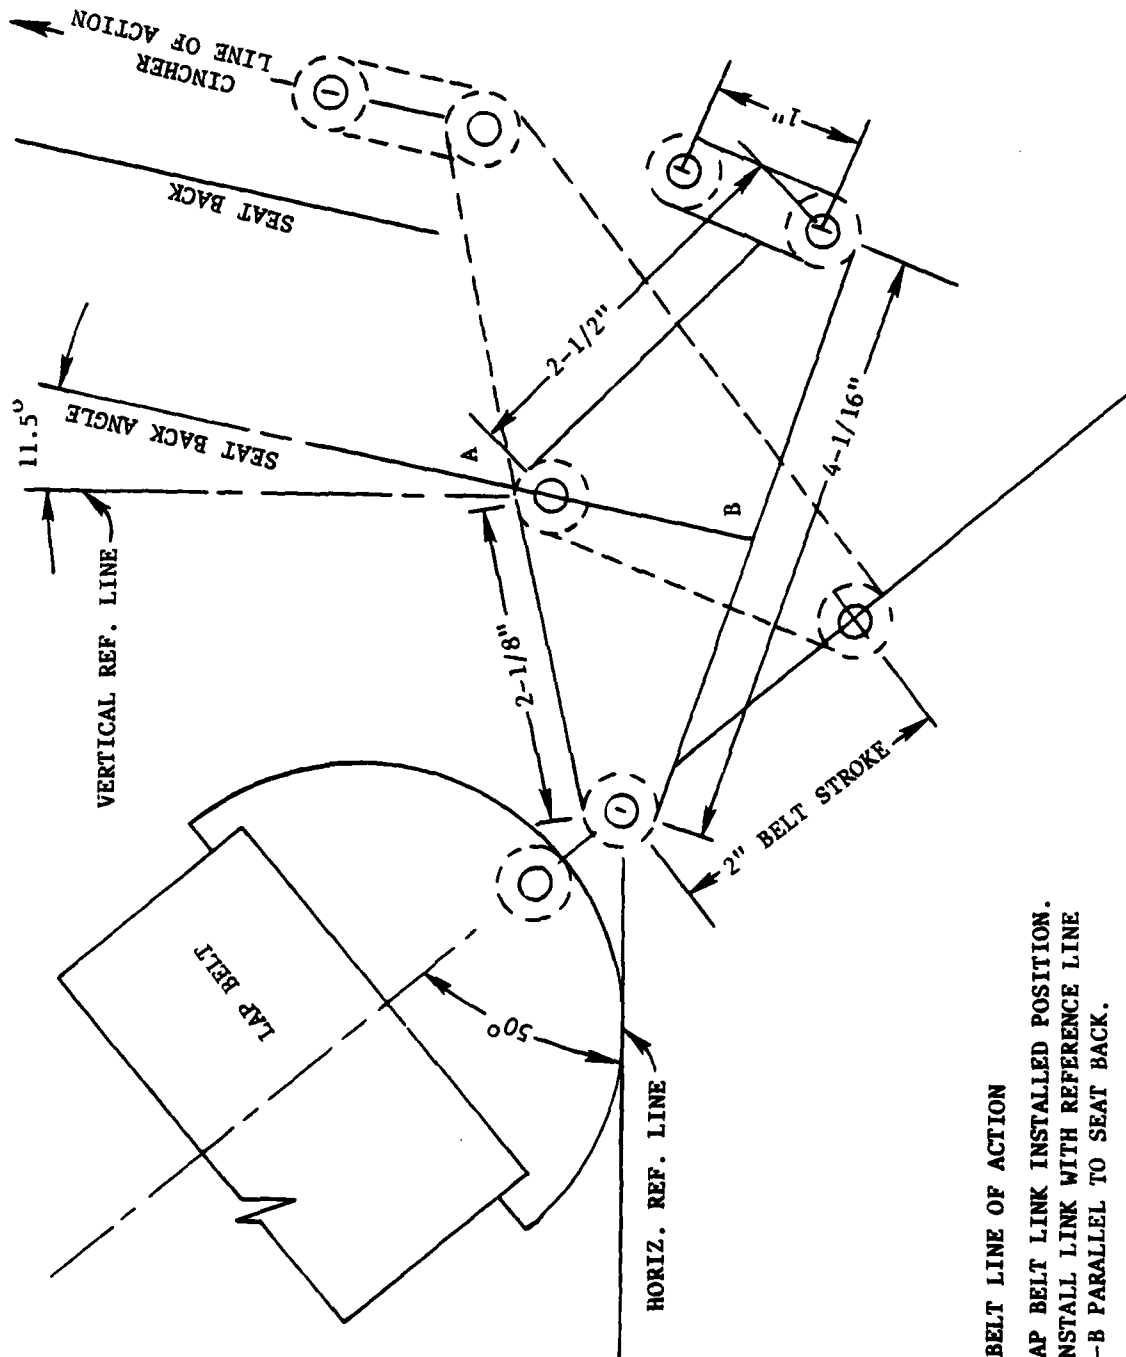 CINCHER
LINE OF ACTION
SEAT BACK
11.5°
SEAT BACK ANGLE
VERTICAL REF. LINE
A
B
1"
2-1/2"
2-1/8"
4-1/16"
2" BELT STROKE
LAP BELT
50°
HORIZ. REF. LINE
BELT LINE OF ACTION
AP BELT LINK INSTALLED POSITION.
NSTALL LINK WITH REFERENCE LINE
-B PARALLEL TO SEAT BACK.